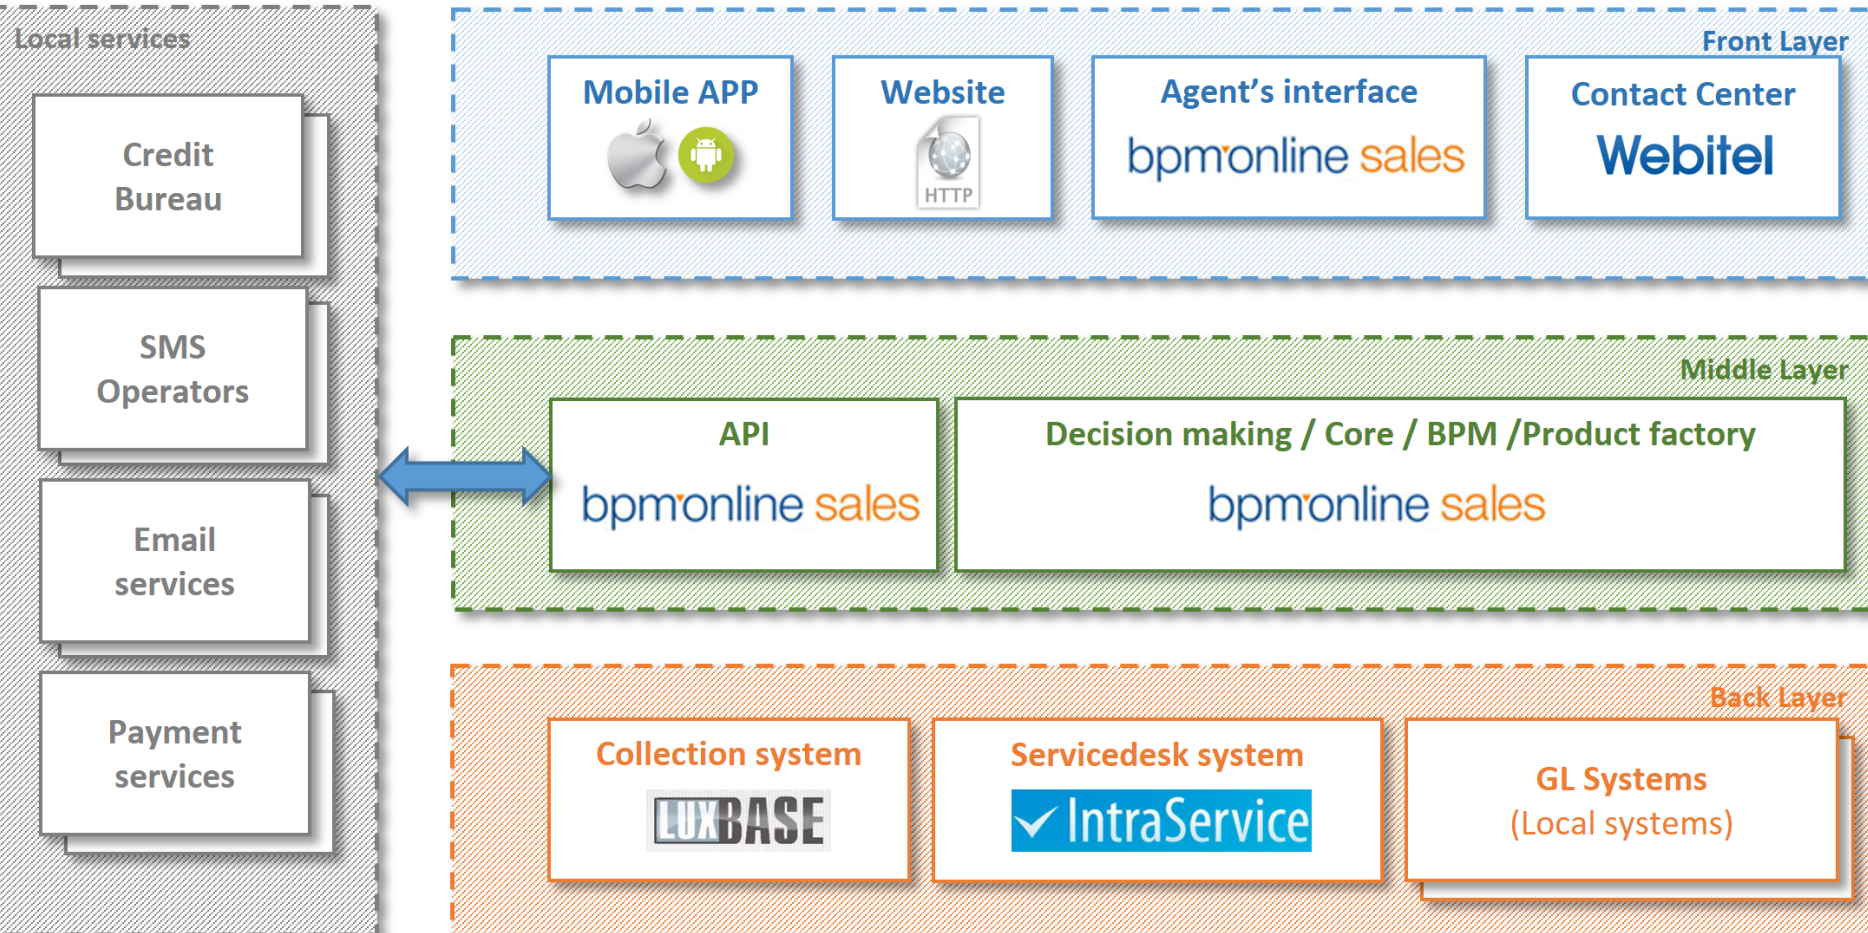 Local services
Credit
Bureau
SMS
Operators
Email
services
Payment
services
Front Layer
Mobile APP
Website
HTTP
Agent's interface
bpm'online sales
Contact Center
Webitel
Middle Layer
API
bpm'online sales
Decision making / Core / BPM /Product factory
bpm'online sales
Back Layer
Collection system
LUXBASE
Servicedesk system
IntraService
GL Systems
(Local systems)